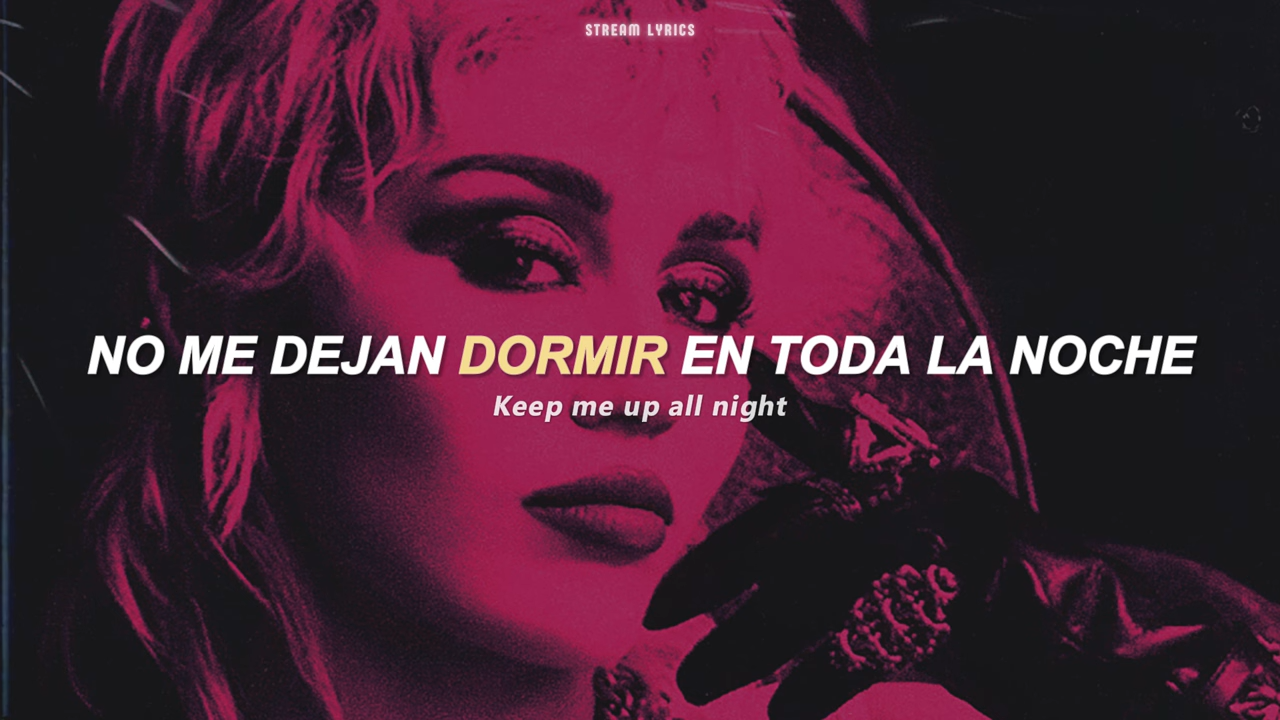 STREAM LYRICS
NO ME DEJAN DORMIR EN TODA LA NOCHE
Keep me up all night